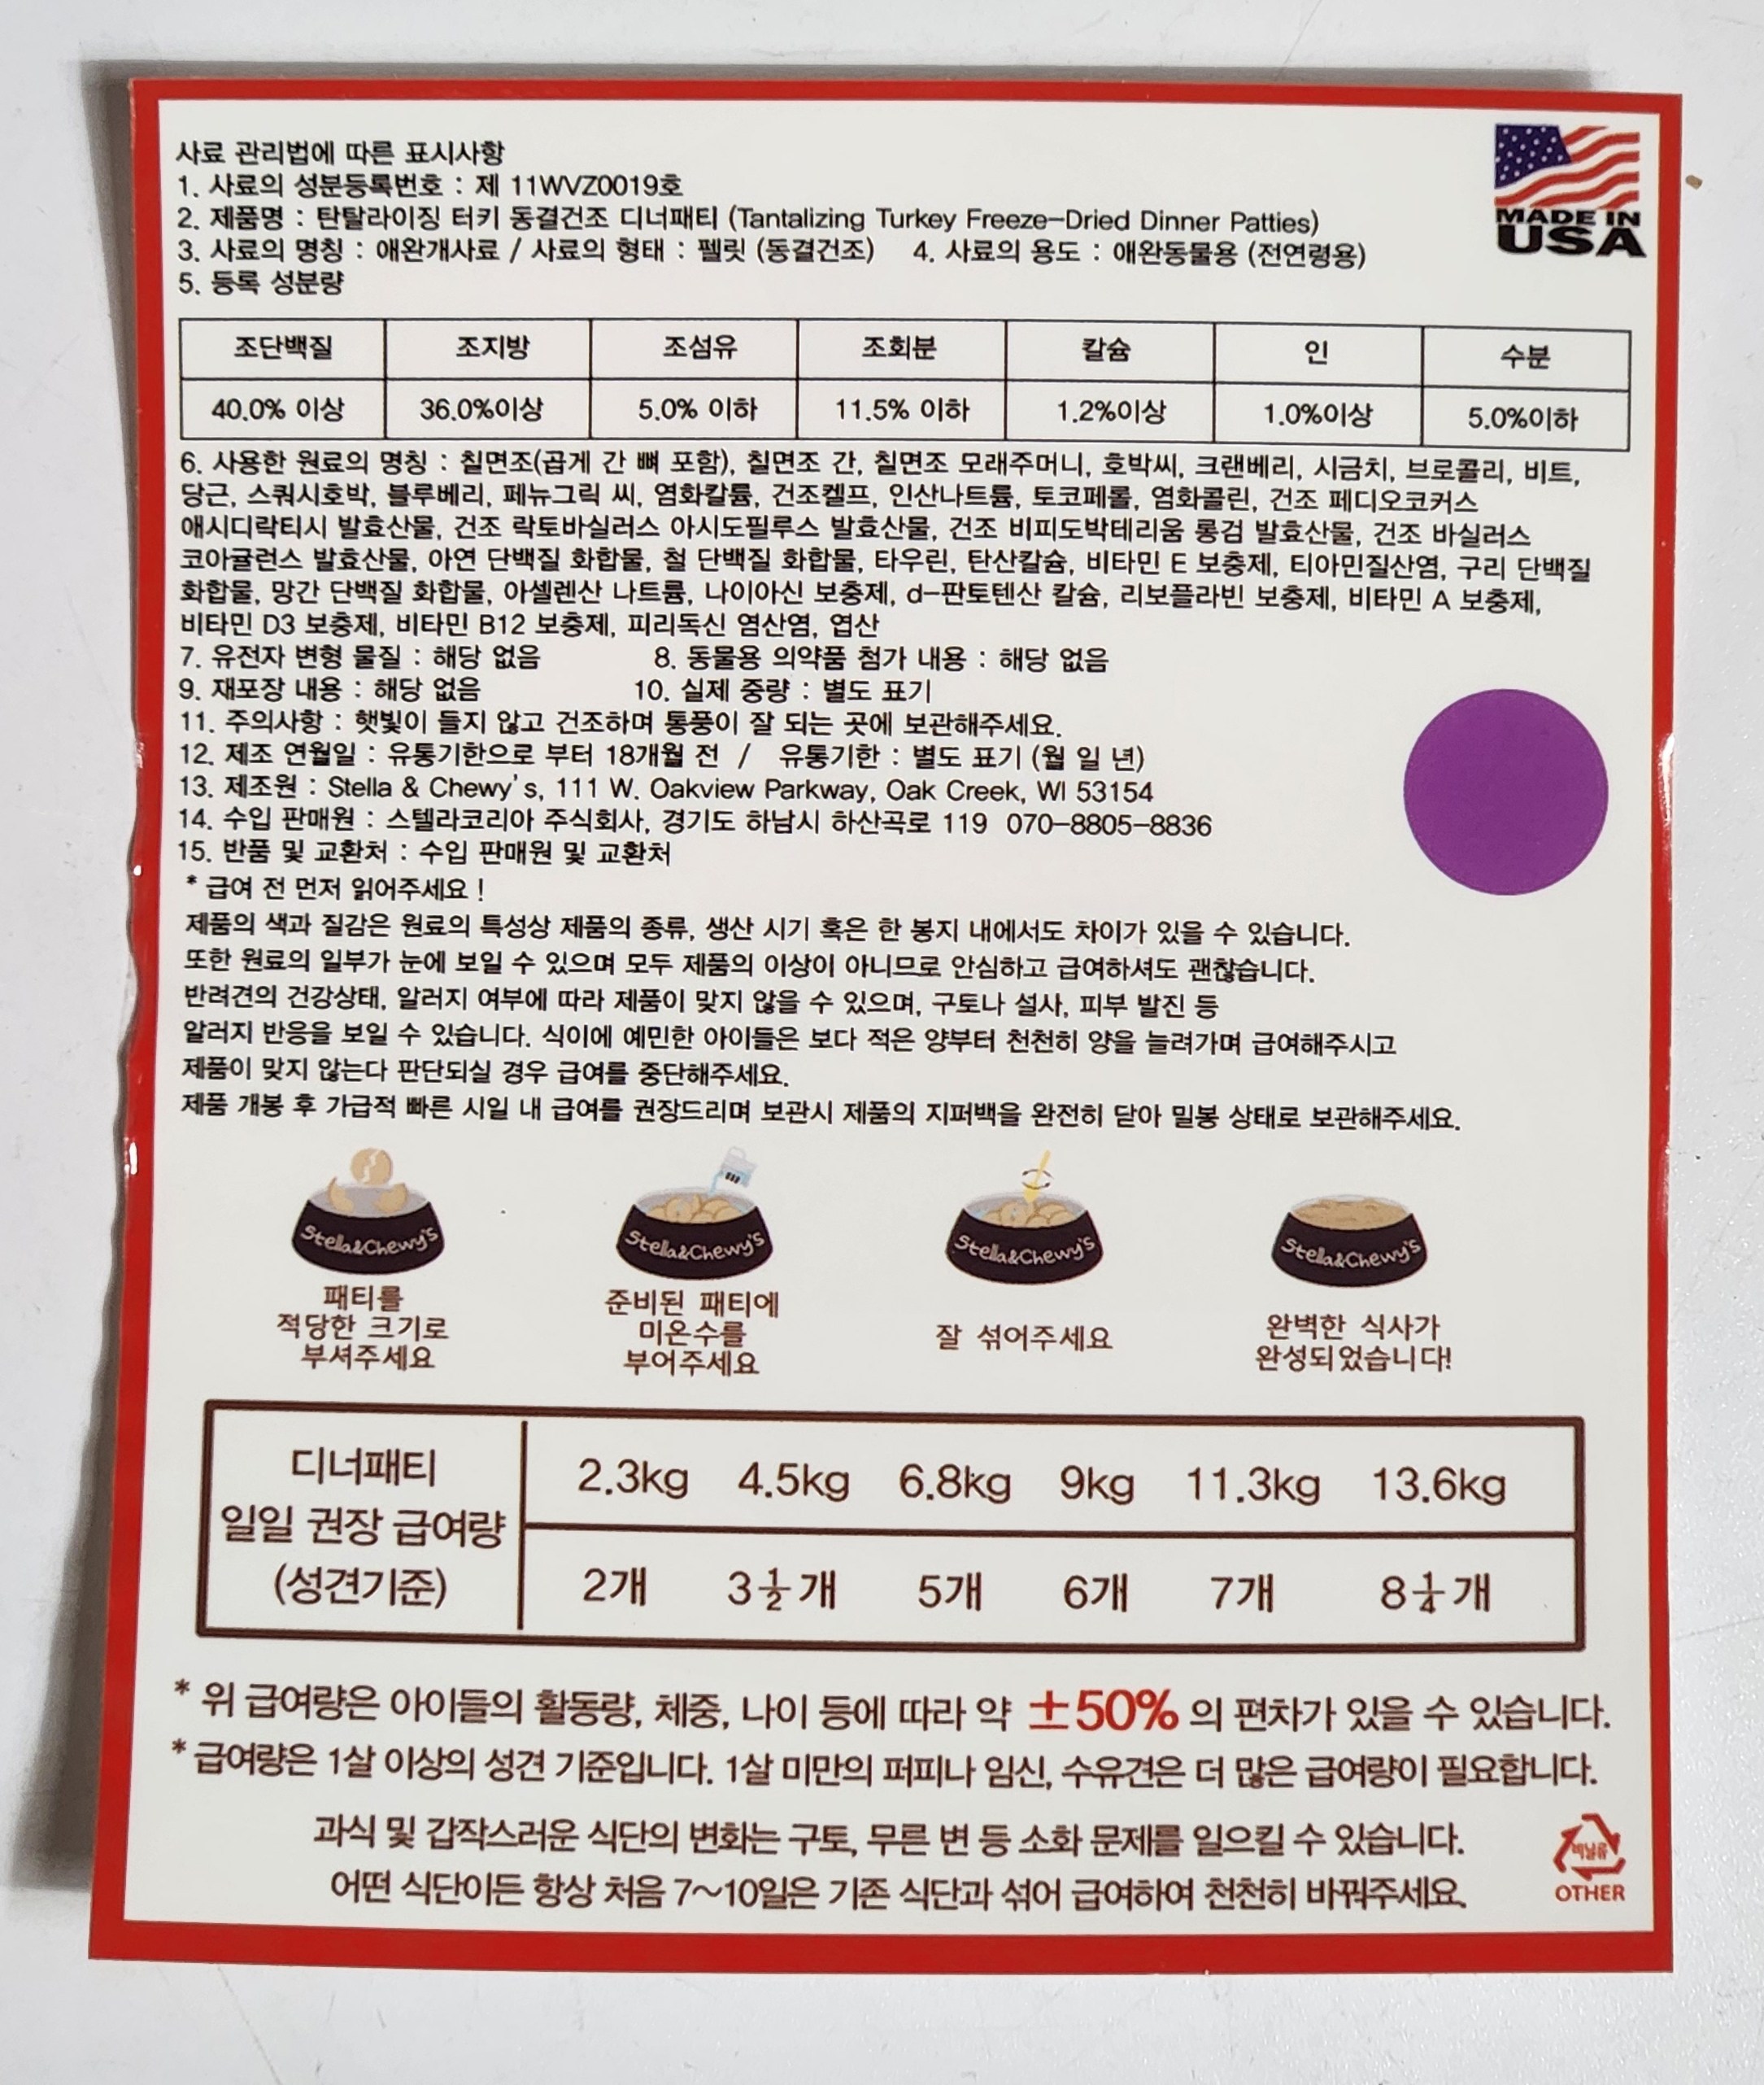 사료 관리법에 따른 표시사항
1. 사료의 성분등록번호 : 제 11WVZ0019호
2. 제품명 : 탄탈라이징 터키 동결건조 디너패티 (Tantalizing Turkey Freeze-Dried Dinner Patties)
3. 사료의 명칭 : 애완개사료 / 사료의 형태 : 펠릿 (동결건조) 4. 사료의 용도 : 애완동물용 (전연령용)
5. 등록 성분량
MADE IN
USA
조단백질 조지방 조섬유 조회분 칼슘 인 수분
40.0% 이상 36.0%이상 5.0% 이하 11.5% 이하 1.2%이상 1.0%이상 5.0%이하
6. 사용한 원료의 명칭 : 칠면조(곱게 간 뼈 포함), 칠면조 간, 칠면조 모래주머니, 호박씨, 크랜베리, 시금치, 브로콜리, 비트,
당근, 스쿼시호박, 블루베리, 페뉴그릭 씨, 염화칼륨, 건조켈프, 인산나트륨, 토코페롤, 염화콜린, 건조 페디오코커스
애시디락티시 발효산물, 건조 락토바실러스 아시도필루스 발효산물, 건조 비피도박테리움 롱검 발효산물, 건조 바실러스
코아귤런스 발효산물, 아연 단백질 화합물, 철 단백질 화합물, 타우린, 탄산칼슘, 비타민 E 보충제, 티아민질산염, 구리 단백질
화합물, 망간 단백질 화합물, 아셀렌산 나트륨, 나이아신 보충제, d-판토텐산 칼슘, 리보플라빈 보충제, 비타민 A 보충제,
비타민 D3 보충제, 비타민 B12 보충제, 피리독신 염산염, 엽산
7. 유전자 변형 물질 : 해당 없음 8. 동물용 의약품 첨가 내용 : 해당 없음
9. 재포장 내용 : 해당 없음 10. 실제 중량 : 별도 표기
11. 주의사항 : 햇빛이 들지 않고 건조하며 통풍이 잘 되는 곳에 보관해주세요.
12. 제조 연월일 : 유통기한으로 부터 18개월 전 / 유통기한 : 별도 표기 (월 일 년)
13. 제조원 : Stella & Chewy's, 111 W. Oakview Parkway, Oak Creek, WI 53154
14. 수입 판매원 : 스텔라코리아 주식회사, 경기도 하남시 하산곡로 119 070-8805-8836
15. 반품 및 교환처 : 수입 판매원 및 교환처
* 급여 전 먼저 읽어주세요 !
제품의 색과 질감은 원료의 특성상 제품의 종류, 생산 시기 혹은 한 봉지 내에서도 차이가 있을 수 있습니다.
또한 원료의 일부가 눈에 보일 수 있으며 모두 제품의 이상이 아니므로 안심하고 급여하셔도 괜찮습니다.
반려견의 건강상태, 알러지 여부에 따라 제품이 맞지 않을 수 있으며, 구토나 설사, 피부 발진 등
알러지 반응을 보일 수 있습니다. 식이에 예민한 아이들은 보다 적은 양부터 천천히 양을 늘려가며 급여해주시고
제품이 맞지 않는다 판단되실 경우 급여를 중단해주세요.
제품 개봉 후 가급적 빠른 시일 내 급여를 권장드리며 보관시 제품의 지퍼백을 완전히 닫아 밀봉 상태로 보관해주세요.
Stella&Chewy's Stella&Chewy's Stella&Chewy's Stella&Chewy's
패티를
적당한 크기로
부셔주세요
준비된 패티에
미온수를
부어주세요
잘 섞어주세요
완벽한 식사가
완성되었습니다!
디너패티
일일 권장 급여량
(성견기준)
2.3kg 4.5kg 6.8kg 9kg 11.3kg 13.6kg
2개 3½개 5개 6개 7개 8¼개
* 위 급여량은 아이들의 활동량, 체중, 나이 등에 따라 약 ±50% 의 편차가 있을 수 있습니다.
* 급여량은 1살 이상의 성견 기준입니다. 1살 미만의 퍼피나 임신, 수유견은 더 많은 급여량이 필요합니다.
과식 및 갑작스러운 식단의 변화는 구토, 무른 변 등 소화 문제를 일으킬 수 있습니다.
어떤 식단이든 항상 처음 7~10일은 기존 식단과 섞어 급여하여 천천히 바꿔주세요.
비닐류
OTHER